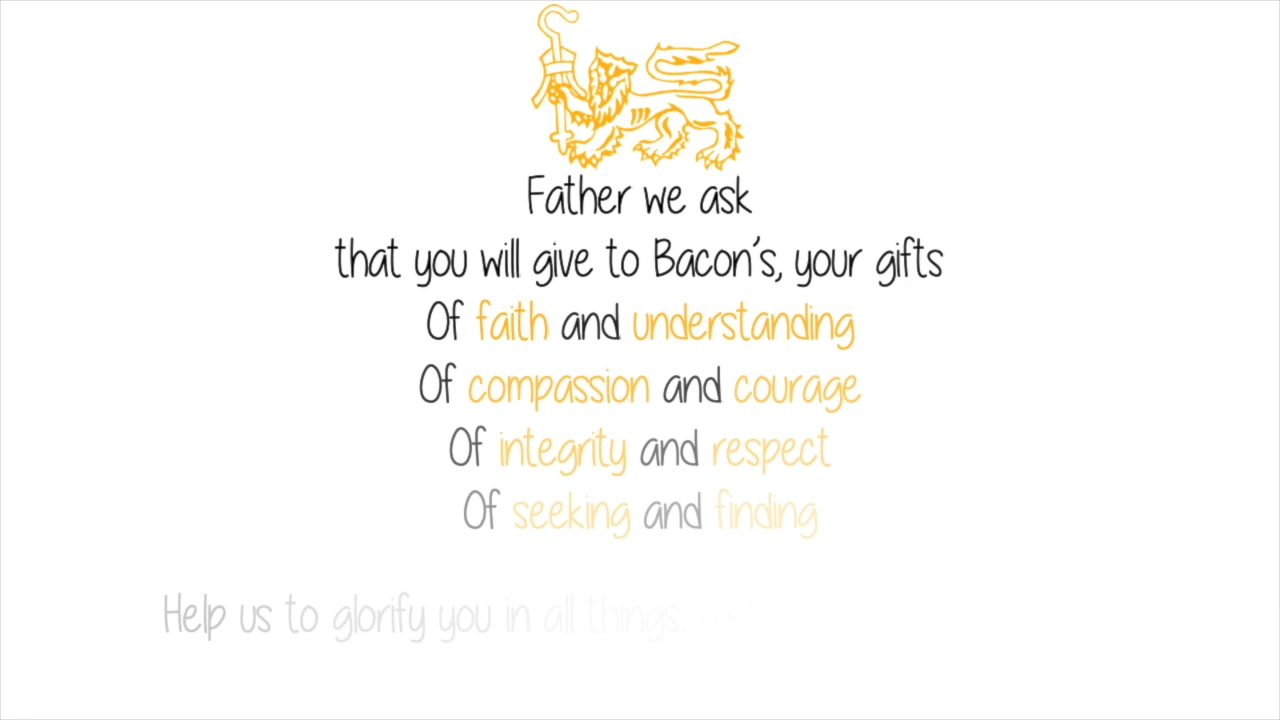 Father we ask
that you will give to Bacon's, your gifts
Of faith and understanding
Of compassion and courage
Of integrity and respect
Of seeking and finding
Help us to glorify you in all things, to